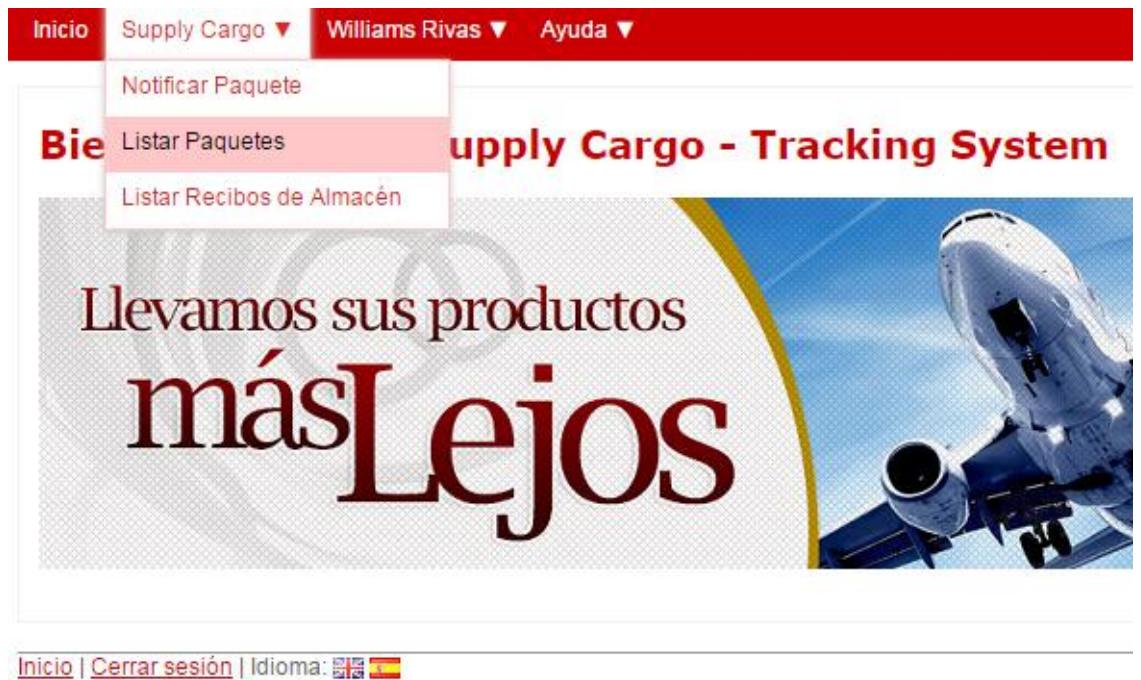 Inicio Supply Cargo ▼ Williams Rivas ▼ Ayuda ▼
Notificar Paquete
Listar Paquetes
Listar Recibos de Almacén
Bie upply Cargo - Tracking System
Llevamos sus productos
más Lejos
Inicio | Cerrar sesión | Idioma: